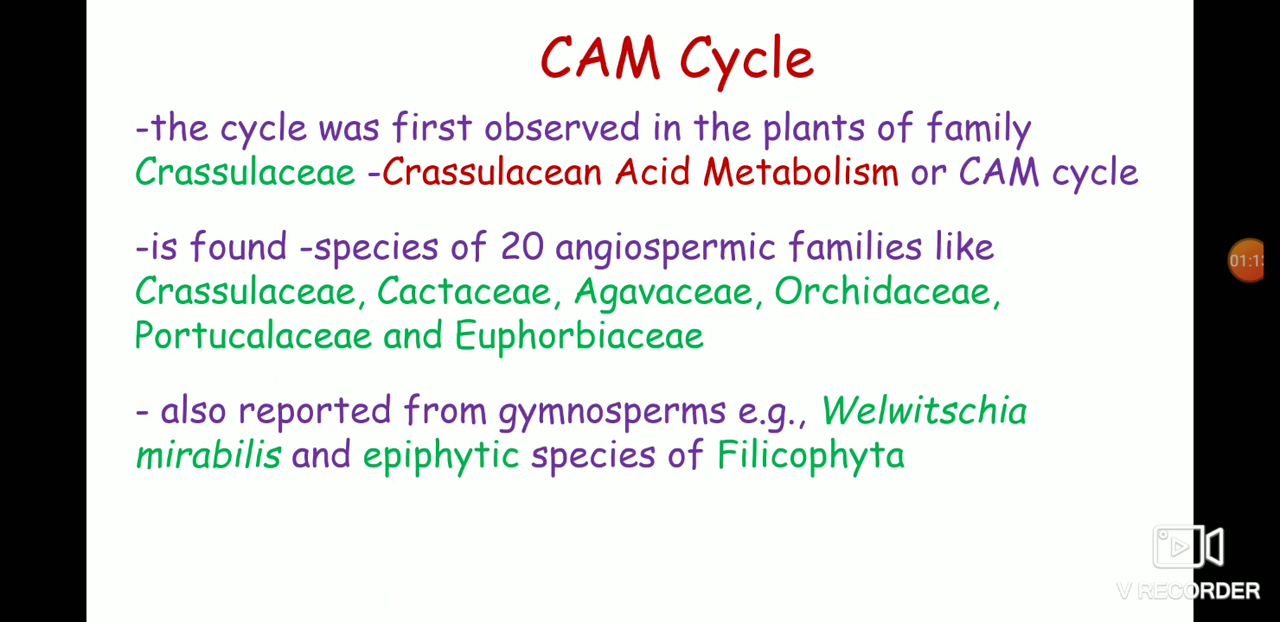 CAM Cycle
-the cycle was first observed in the plants of family
Crassulaceae -Crassulacean Acid Metabolism or CAM cycle
-is found -species of 20 angiospermic families like
Crassulaceae, Cactaceae, Agavaceae, Orchidaceae,
Portucalaceae and Euphorbiaceae
- also reported from gymnosperms e.g., Welwitschia
mirabilis and epiphytic species of Filicophyta
V RECORDER